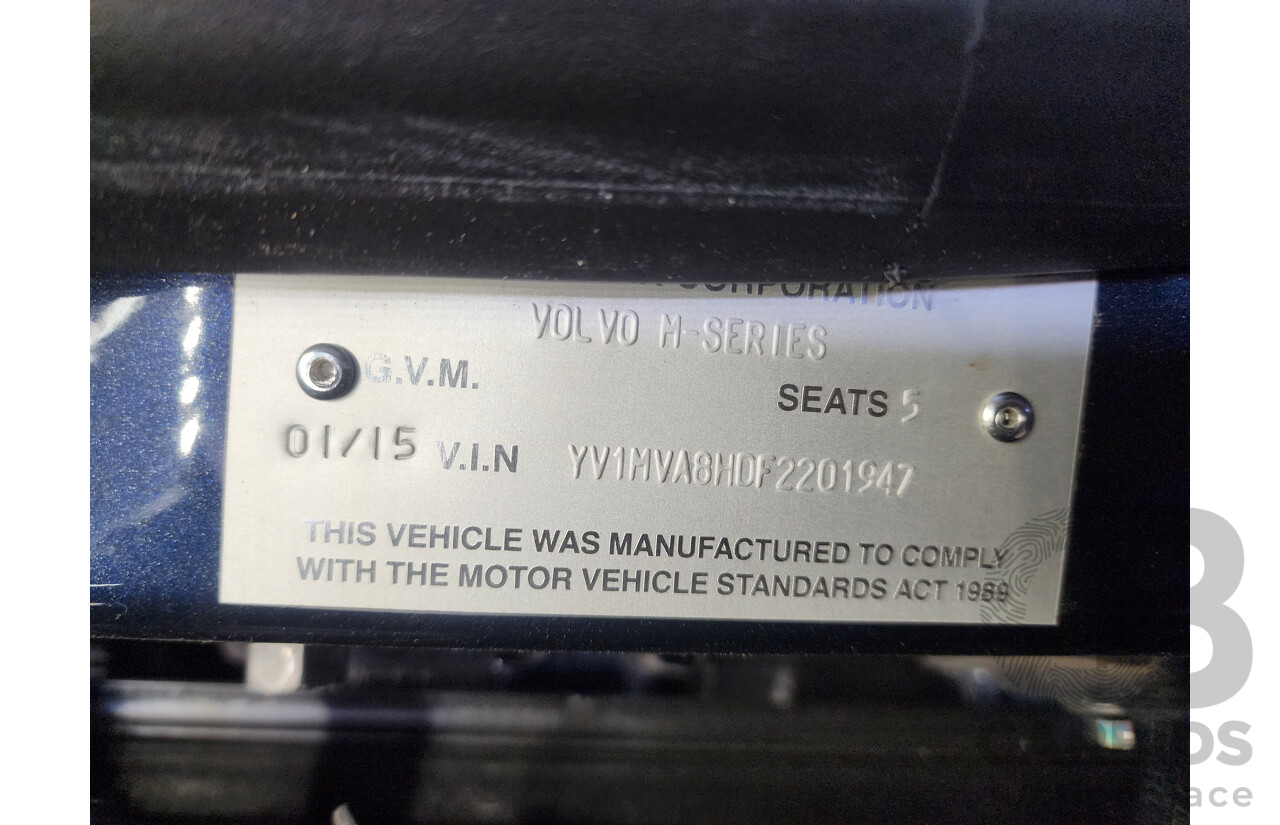 CORPORATION
VOLVO M-SERIES
G.V.M.
SEATS 5
01/15 V.I.N YV1MVA8HDF2201947
THIS VEHICLE WAS MANUFACTURED TO COMPLY
WITH THE MOTOR VEHICLE STANDARDS ACT 1989